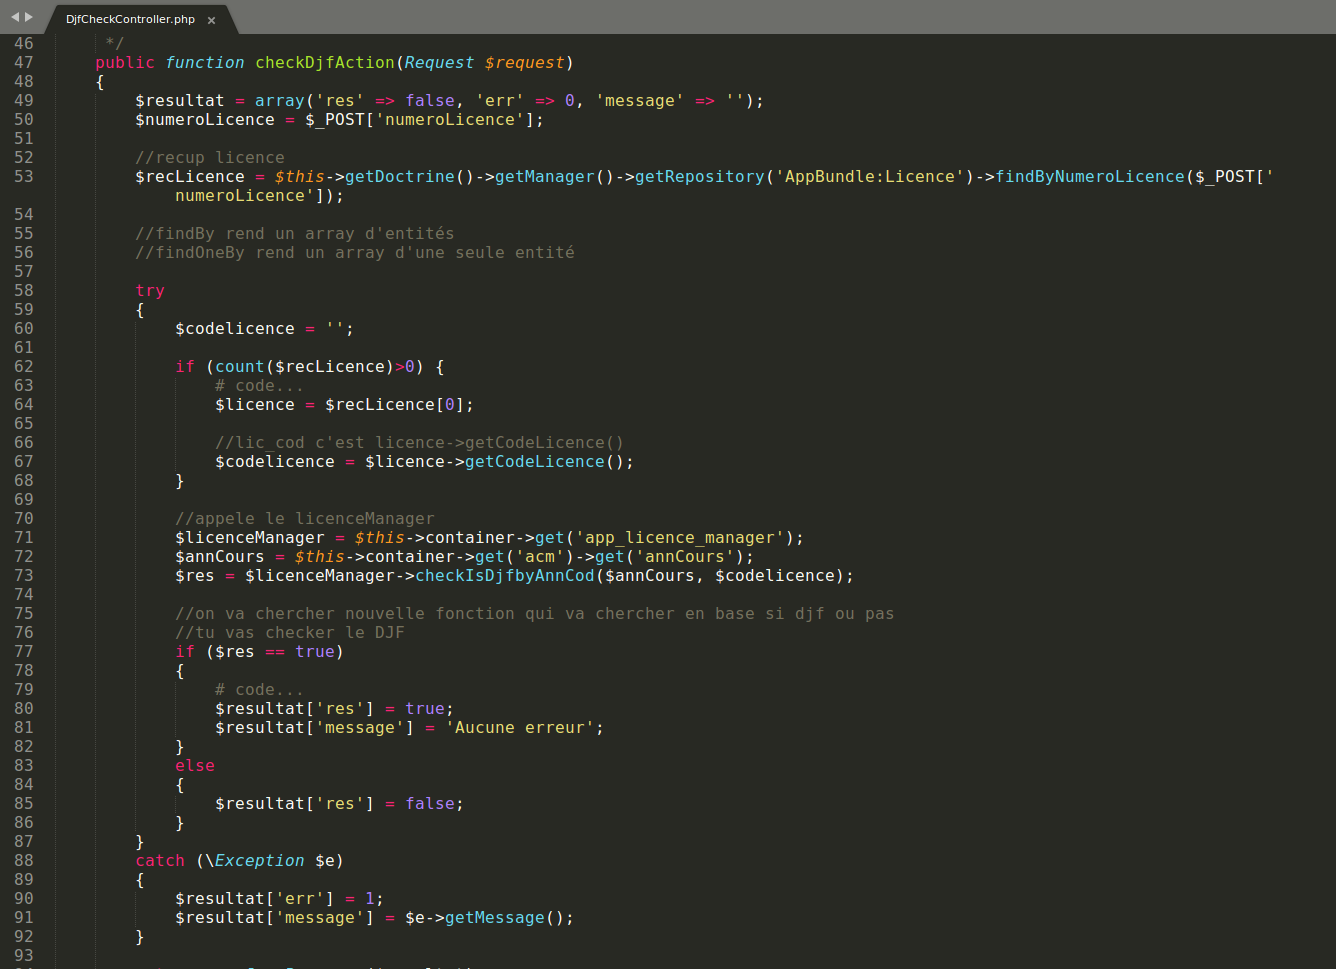 DjfCheckController.php ×
46 */
47 public function checkDjfAction(Request $request)
48 {
49 $resultat = array('res' => false, 'err' => 0, 'message' => '');
50 $numeroLicence = $_POST['numeroLicence'];
51
52 //recup licence
53 $recLicence = $this->getDoctrine()->getManager()->getRepository('AppBundle:Licence')->findByNumeroLicence($_POST['
numeroLicence']);
54
55 //findBy rend un array d'entités
56 //findOneBy rend un array d'une seule entité
57
58 try
59 {
60 $codelicence = '';
61
62 if (count($recLicence)>0) {
63 # code...
64 $licence = $recLicence[0];
65
66 //lic_cod c'est licence->getCodeLicence()
67 $codelicence = $licence->getCodeLicence();
68 }
69
70 //appele le licenceManager
71 $licenceManager = $this->container->get('app_licence_manager');
72 $annCours = $this->container->get('acm')->get('annCours');
73 $res = $licenceManager->checkIsDjfbyAnnCod($annCours, $codelicence);
74
75 //on va chercher nouvelle fonction qui va chercher en base si djf ou pas
76 //tu vas checker le DJF
77 if ($res == true)
78 {
79 # code...
80 $resultat['res'] = true;
81 $resultat['message'] = 'Aucune erreur';
82 }
83 else
84 {
85 $resultat['res'] = false;
86 }
87 }
88 catch (\Exception $e)
89 {
90 $resultat['err'] = 1;
91 $resultat['message'] = $e->getMessage();
92 }
93